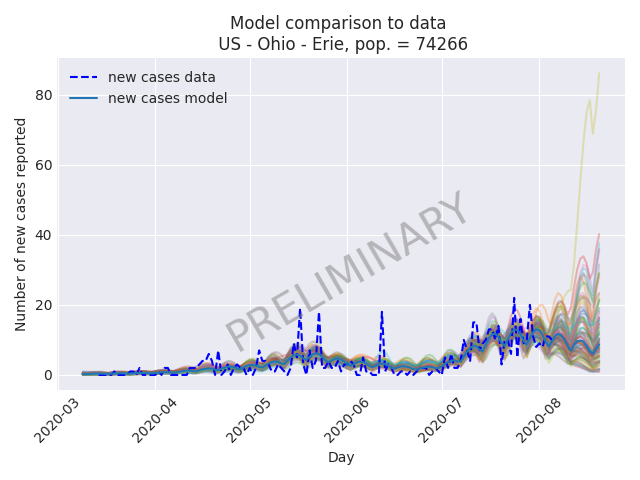 Model comparison to data
US - Ohio - Erie, pop. = 74266
new cases data
new cases model
Number of new cases reported
80
60
40
20
0
PRELIMINARY
2020-03
2020-04
2020-05
2020-06
2020-07
2020-08
Day